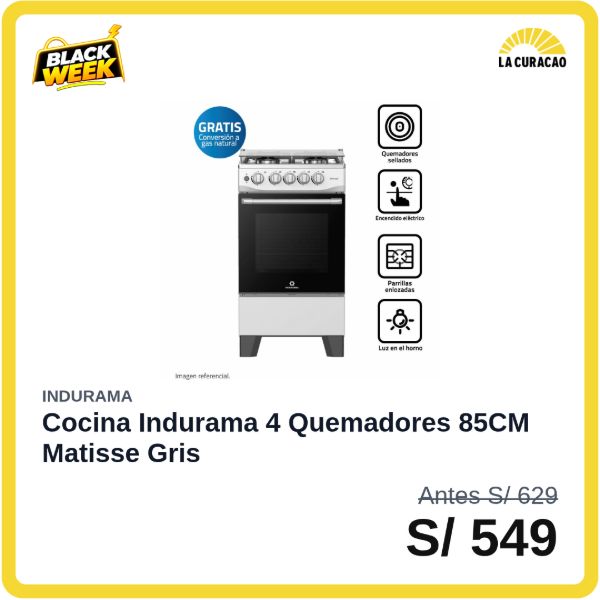 BLACK
WEEK
LA CURACAO
GRATIS
Conversión a
gas natural
Quemadores
sellados
Encendido eléctrico
Parrillas
enlozadas
Luz en el horno
Imagen referencial.
INDURAMA
Cocina Indurama 4 Quemadores 85CM
Matisse Gris
Antes S/ 629
S/ 549